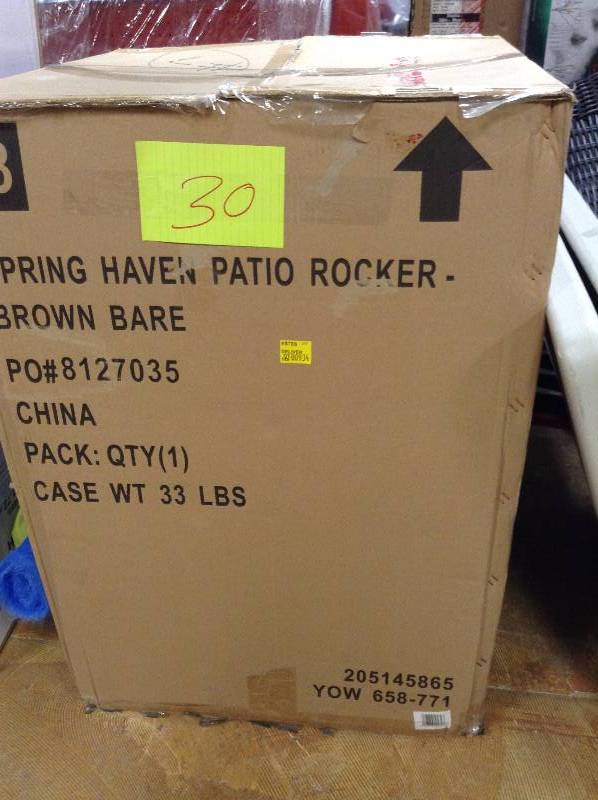 30
PRING HAVEN PATIO ROCKER -
BROWN BARE
PO#8127035
CHINA
PACK: QTY(1)
CASE WT 33 LBS
205145865
YOW 658-771